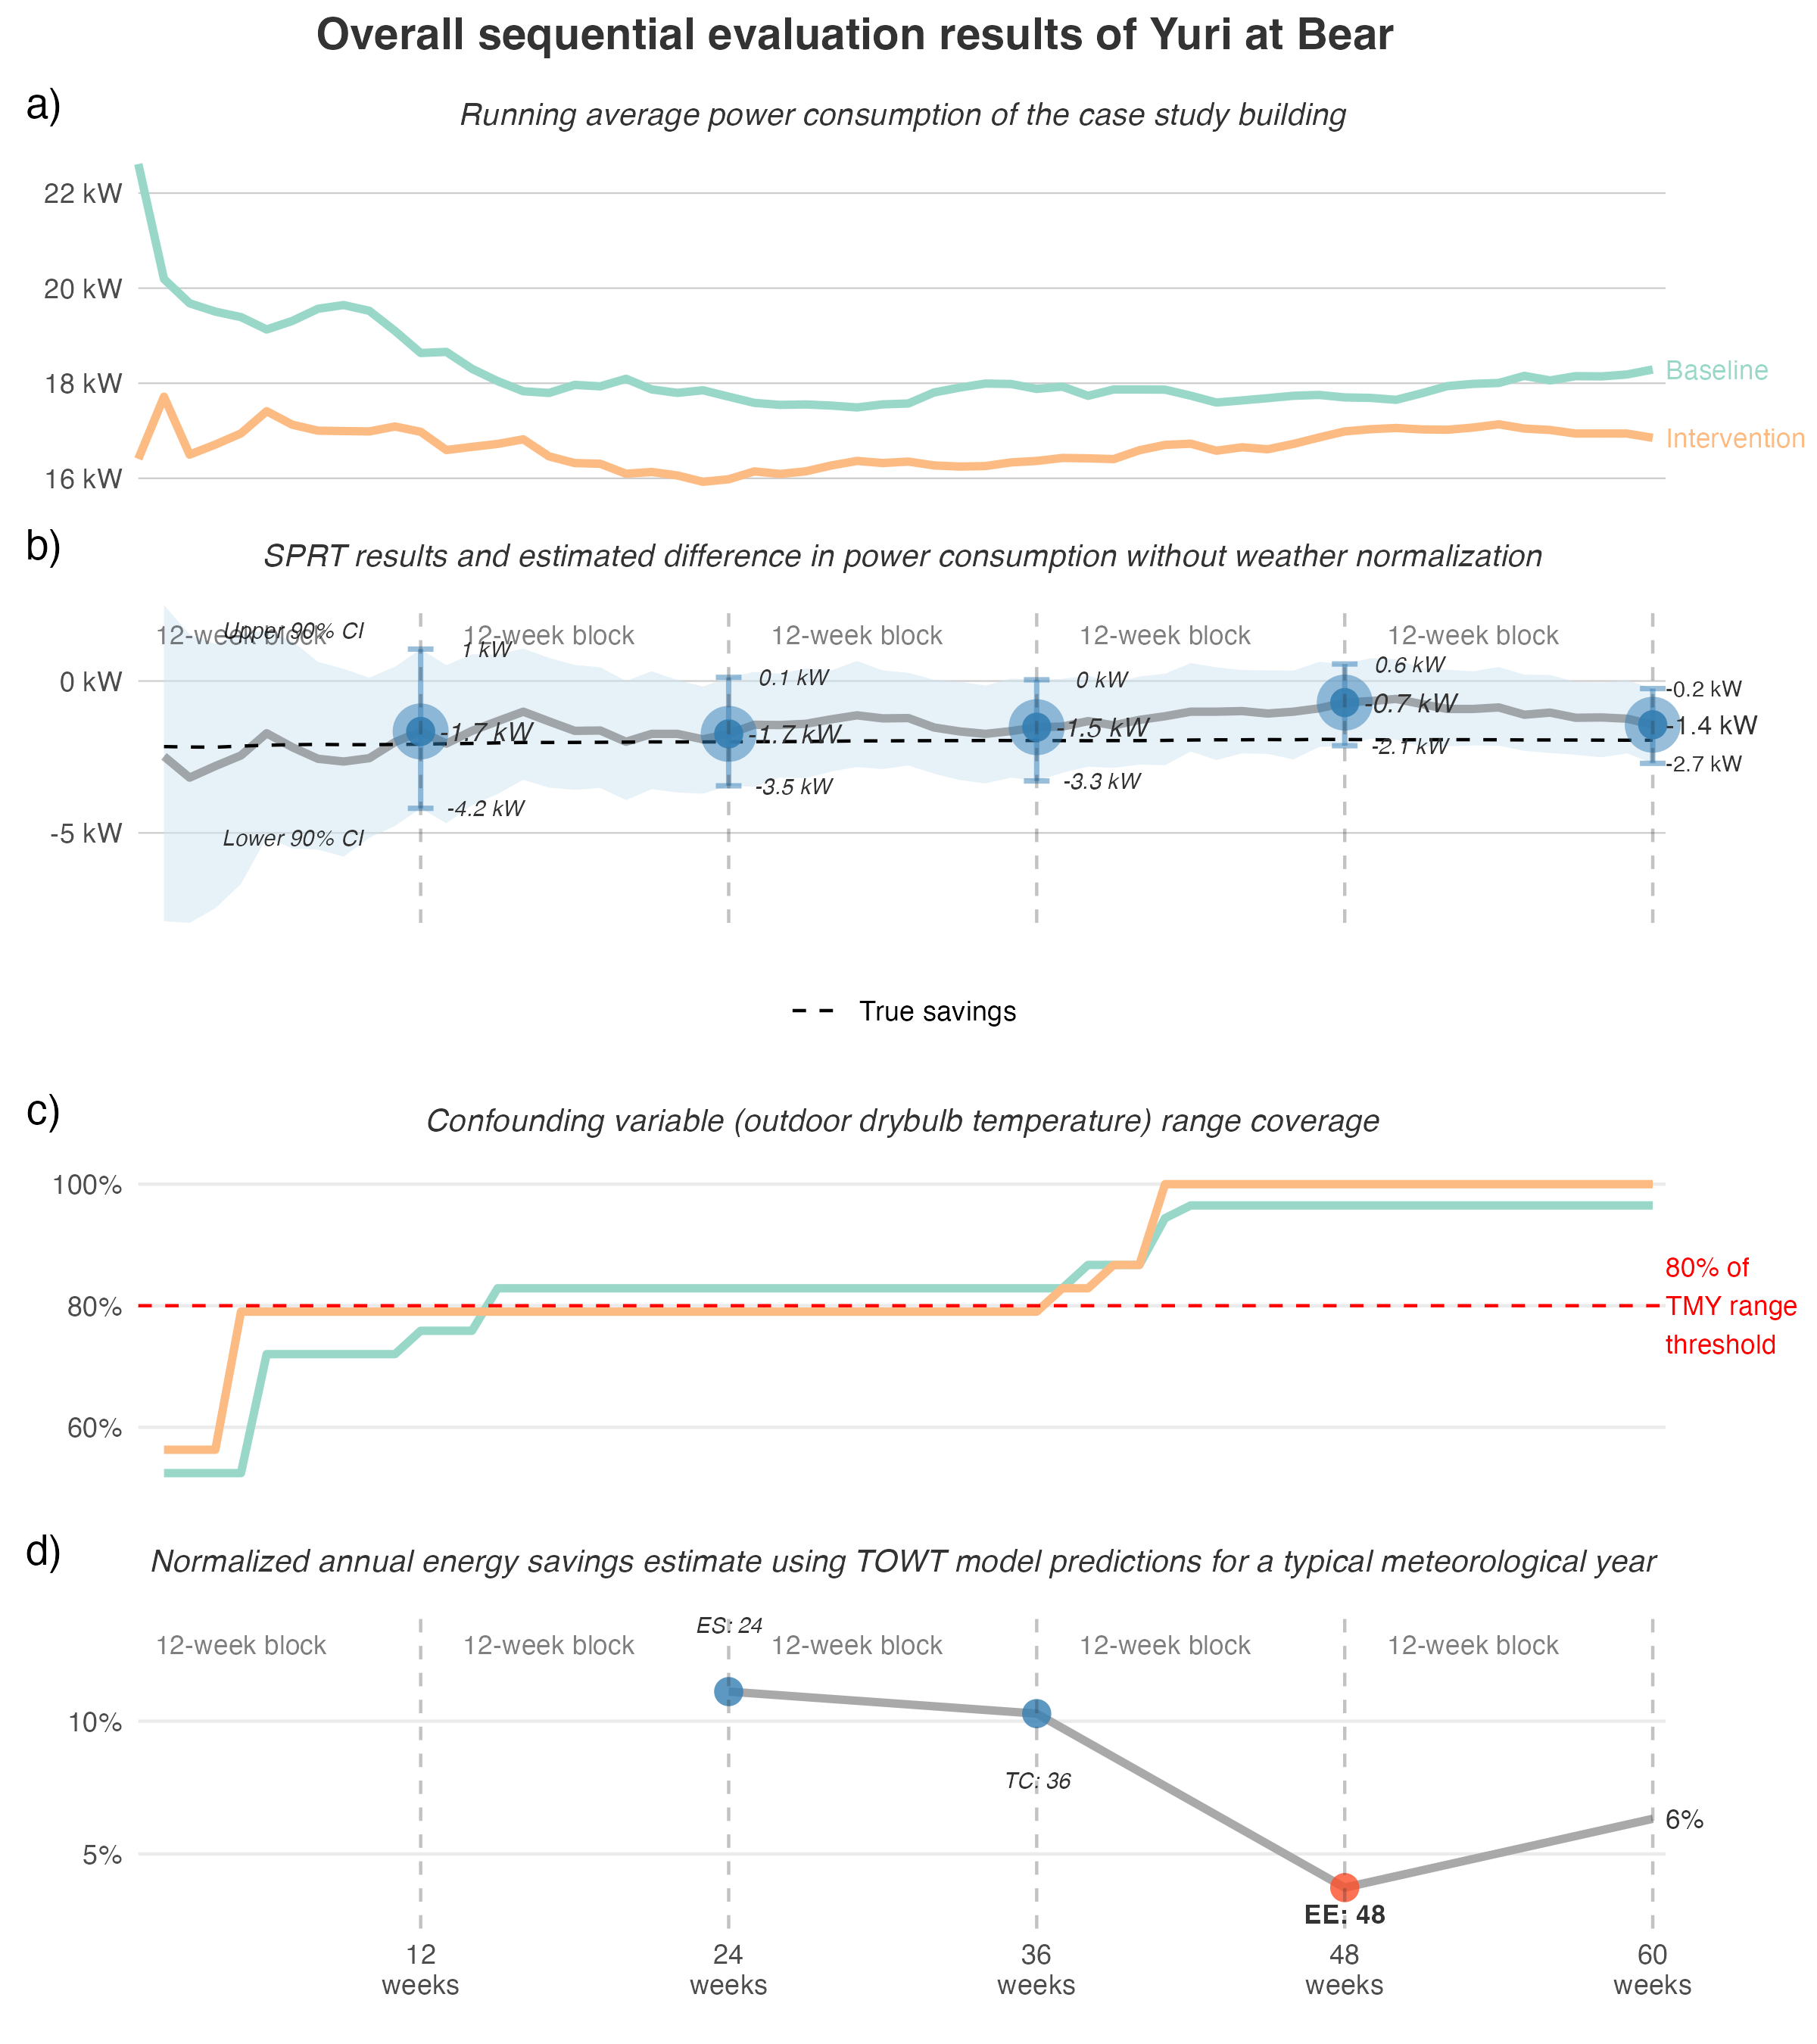 Overall sequential evaluation results of Yuri at Bear
a)
Running average power consumption of the case study building
22 kW
20 kW
18 kW
16 kW
Baseline
Intervention
b)
SPRT results and estimated difference in power consumption without weather normalization
12-week block
12-week block
12-week block
12-week block
12-week block
Upper 90% CI
Lower 90% CI
0 kW
-5 kW
1 kW
-1.7 kW
-4.2 kW
0.1 kW
-1.7 kW
-3.5 kW
0 kW
-1.5 kW
-3.3 kW
0.6 kW
-0.7 kW
-2.1 kW
-0.2 kW
-1.4 kW
-2.7 kW
True savings
c)
Confounding variable (outdoor drybulb temperature) range coverage
100%
80%
60%
80% of
TMY range
threshold
d)
Normalized annual energy savings estimate using TOWT model predictions for a typical meteorological year
ES: 24
12-week block
12-week block
12-week block
12-week block
12-week block
10%
5%
TC: 36
EE: 48
6%
12
weeks
24
weeks
36
weeks
48
weeks
60
weeks